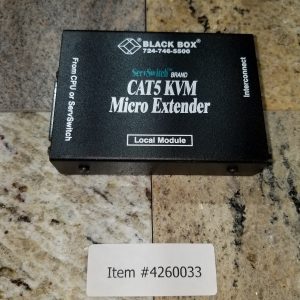 BLACK BOX®
724-746-5500
ServSwitch™ BRAND
CAT5 KVM
Micro Extender
Local Module
From CPU or ServSwitch
Interconnect
Item #4260033